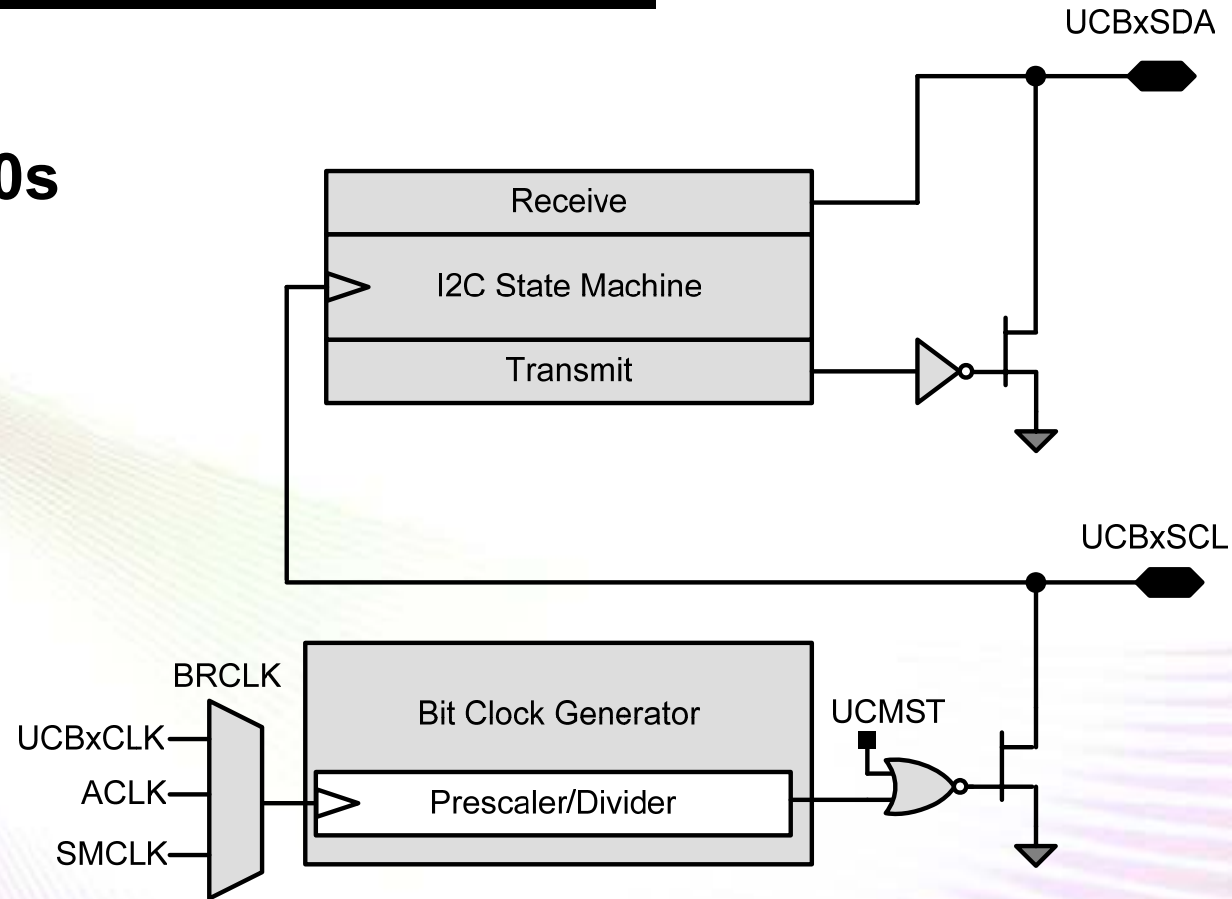 UCBxSDA
0s
Receive
I2C State Machine
Transmit
UCBxSCL
BRCLK
Bit Clock Generator
UCMST
UCBxCLK
ACLK
Prescaler/Divider
SMCLK